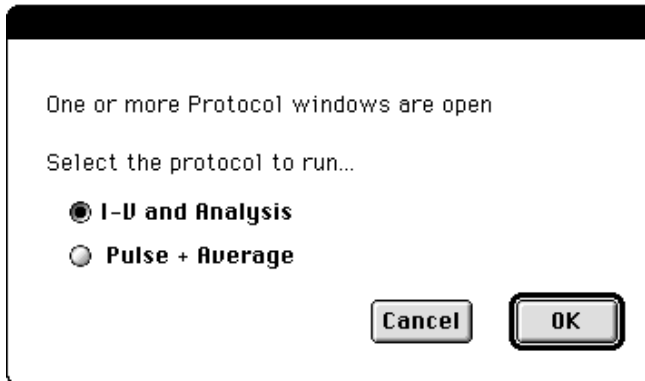 One or more Protocol windows are open
Select the protocol to run...
I-V and Analysis
Pulse + Average
Cancel OK